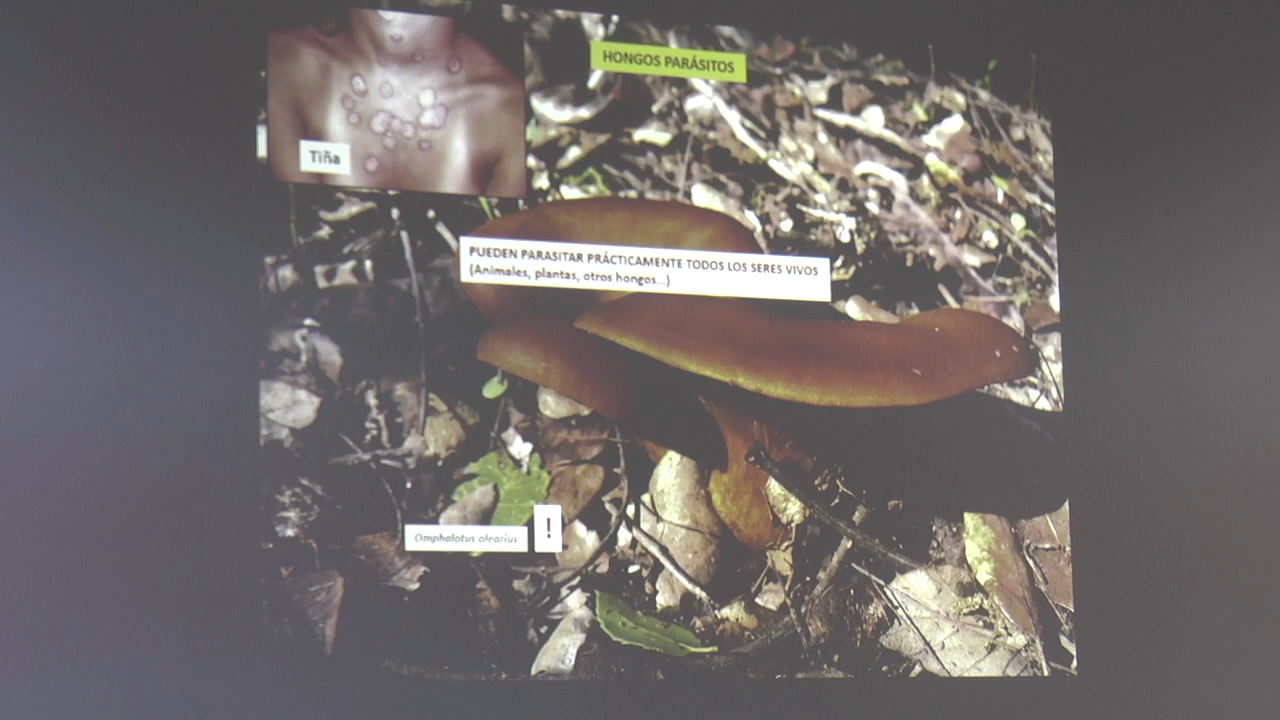 HONGOS PARÁSITOS
Tiña
PUEDEN PARASITAR PRÁCTICAMENTE TODOS LOS SERES VIVOS
(Animales, plantas, otros hongos...)
Omphalotus olearius
!